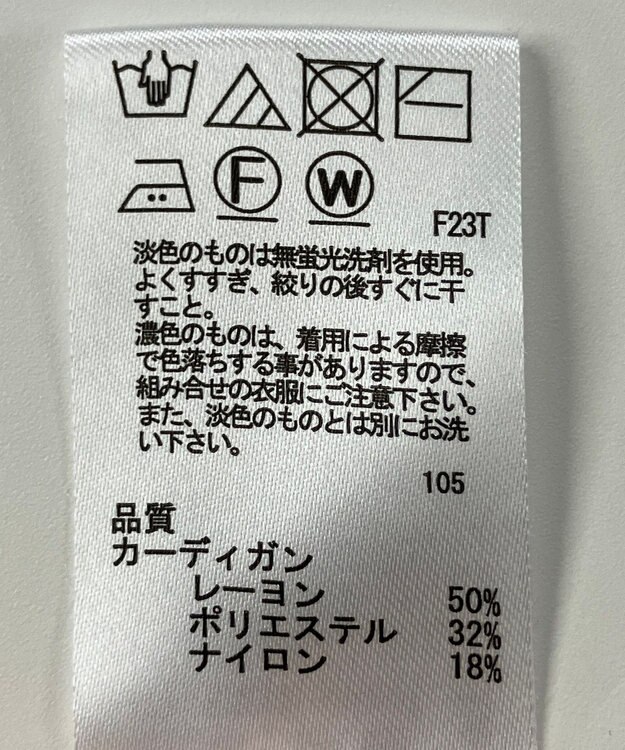 F W
F23T
淡色のものは無蛍光洗剤を使用。
よくすすぎ、絞りの後すぐに干
すこと。
濃色のものは、着用による摩擦
で色落ちする事がありますので、
組み合せの衣服にご注意下さい。
また、淡色のものとは別にお洗
い下さい。
105
品質
カーディガン
レーヨン 50%
ポリエステル 32%
ナイロン 18%